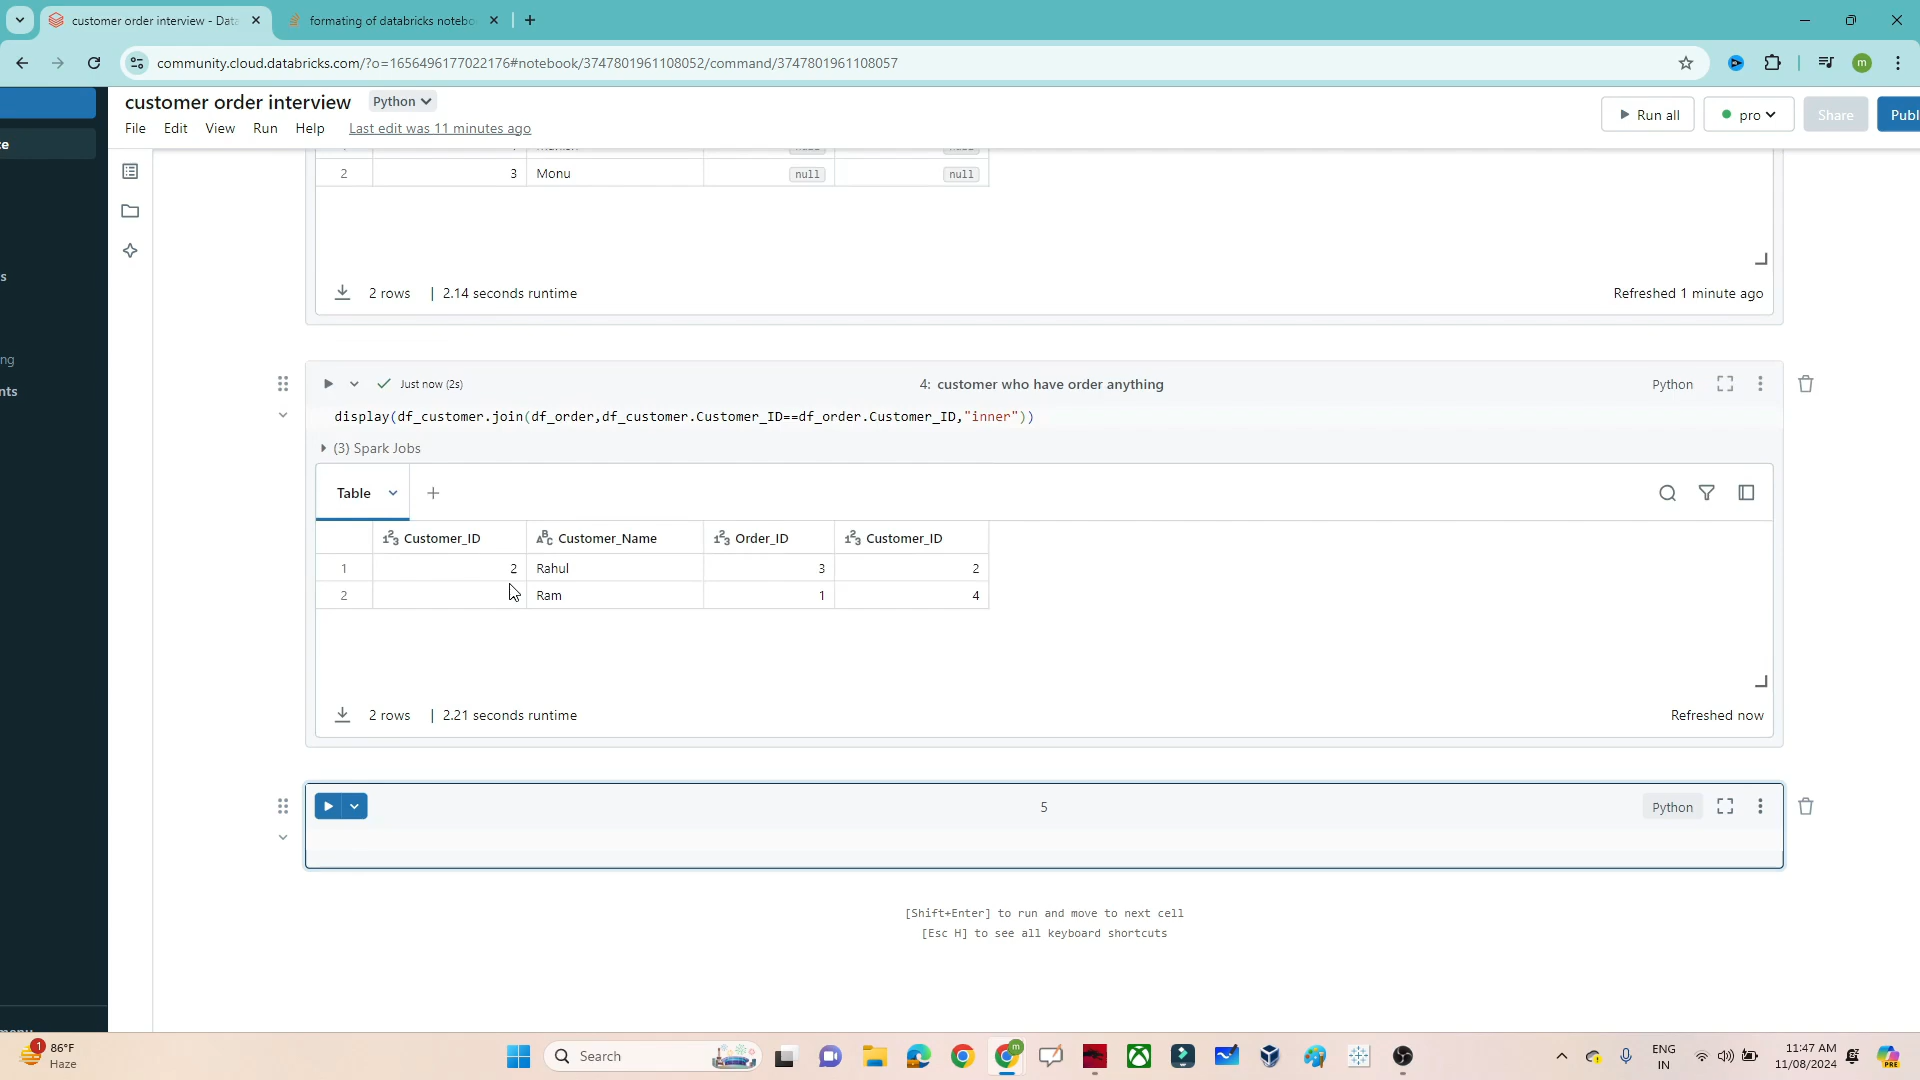 customer order interview - Data
formating of databricks notebo
community.cloud.databricks.com/?o=1656496177022176#notebook/3747801961108052/command/3747801961108057
m
customer order interview
Python
File Edit View Run Help Last edit was 11 minutes ago
Run all
pro
Share
Publ
ce
s
ng
nts
2 3 Monu null null
2 rows | 2.14 seconds runtime
Refreshed 1 minute ago
Just now (2s)
4: customer who have order anything
Python
display(df_customer.join(df_order,df_customer.Customer_ID==df_order.Customer_ID,"inner"))
(3) Spark Jobs
Table
Customer_ID Customer_Name Order_ID Customer_ID
1 2 Rahul 3 2
2 Ram 1 4
2 rows | 2.21 seconds runtime
Refreshed now
5
Python
[Shift+Enter] to run and move to next cell
[Esc H] to see all keyboard shortcuts
1
86°F
Haze
Search
m
ENG
IN
11:47 AM
11/08/2024
PRE